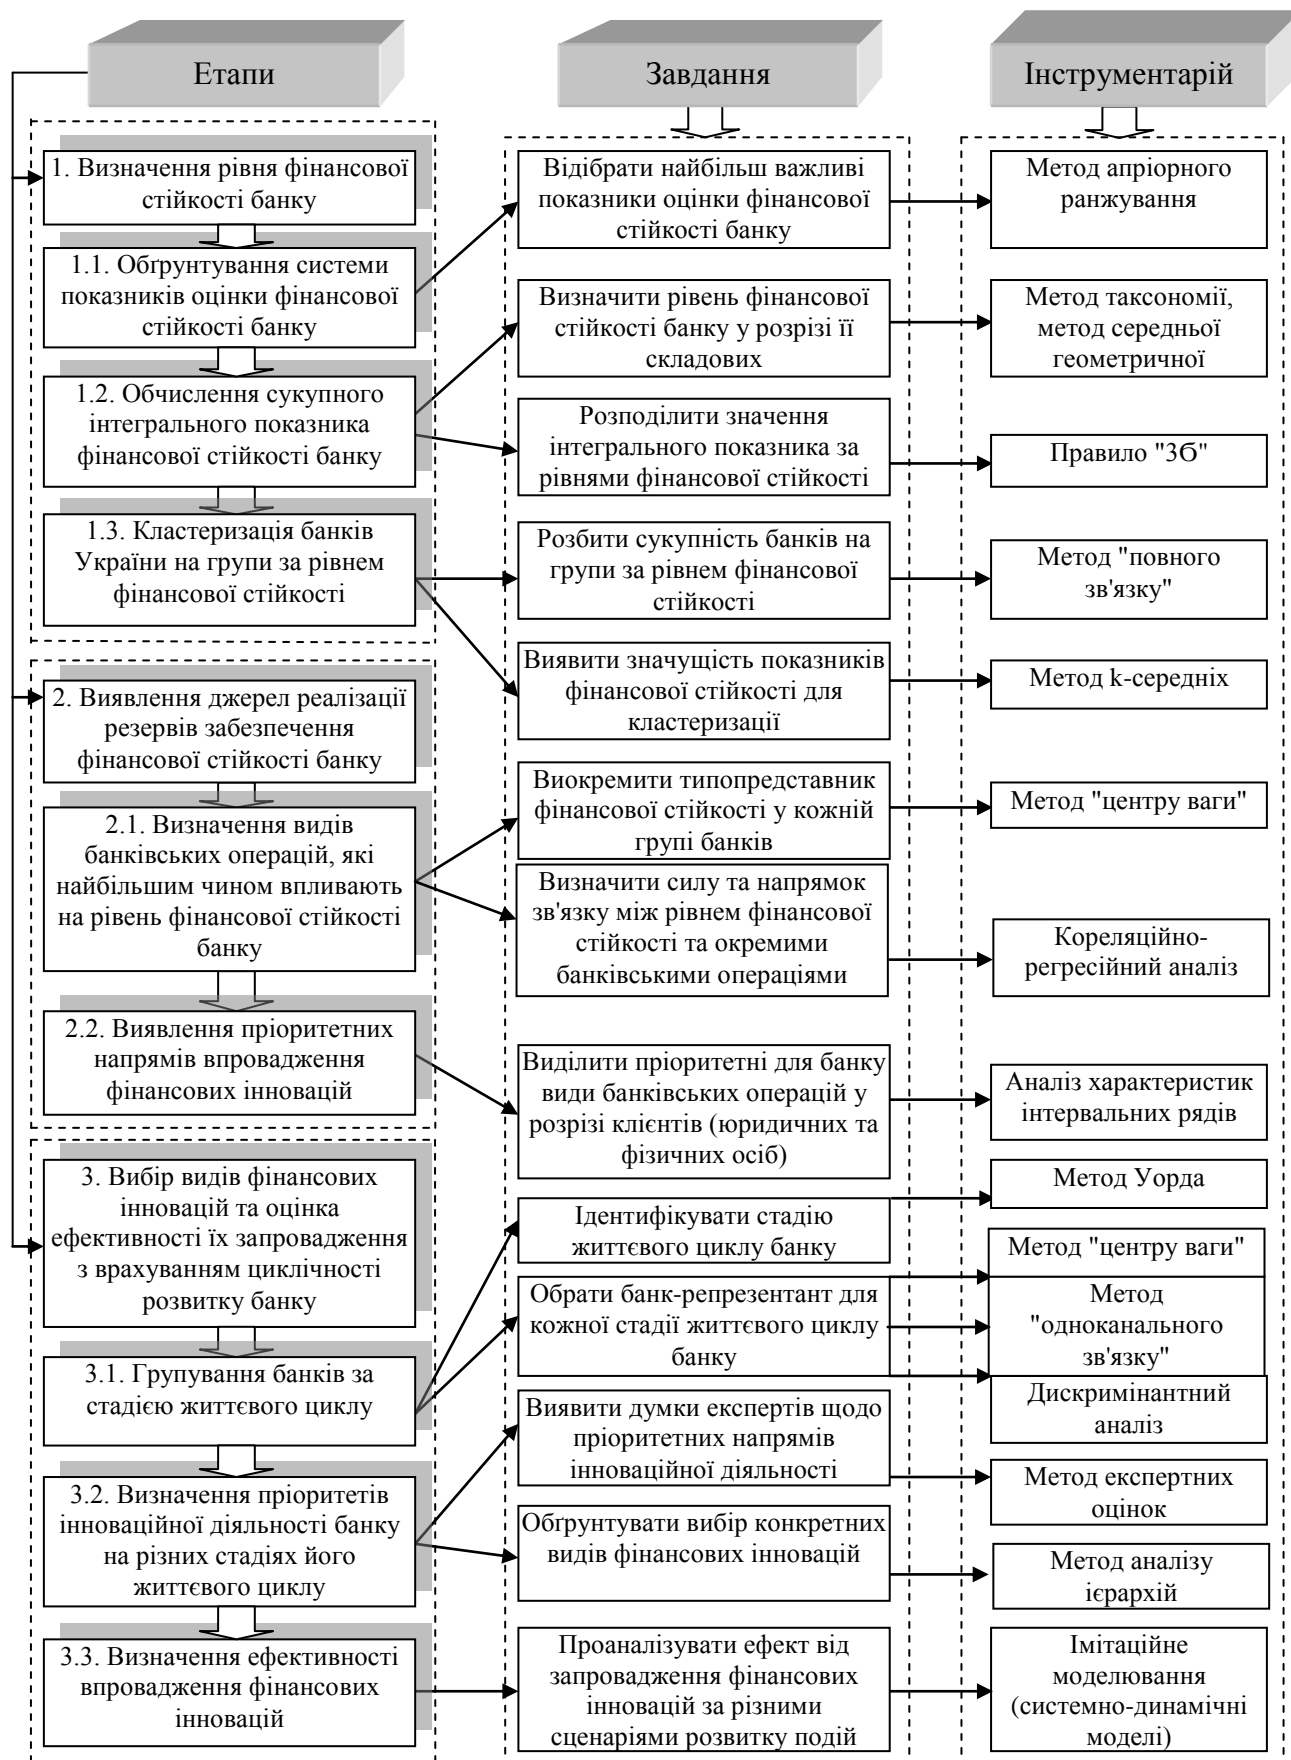 Етапи
Завдання
Інструментарій
1. Визначення рівня фінансової
стійкості банку
1.1. Обґрунтування системи
показників оцінки фінансової
стійкості банку
1.2. Обчислення сукупного
інтегрального показника
фінансової стійкості банку
1.3. Кластеризація банків
України на групи за рівнем
фінансової стійкості
2. Виявлення джерел реалізації
резервів забезпечення
фінансової стійкості банку
2.1. Визначення видів
банківських операцій, які
найбільшим чином впливають
на рівень фінансової стійкості
банку
2.2. Виявлення пріоритетних
напрямів впровадження
фінансових інновацій
3. Вибір видів фінансових
інновацій та оцінка
ефективності їх запровадження
з врахуванням циклічності
розвитку банку
3.1. Групування банків за
стадією життєвого циклу
3.2. Визначення пріоритетів
інноваційної діяльності банку
на різних стадіях його
життєвого циклу
3.3. Визначення ефективності
впровадження фінансових
інновацій
Відібрати найбільш важливі
показники оцінки фінансової
стійкості банку
Визначити рівень фінансової
стійкості банку у розрізі її
складових
Розподілити значення
інтегрального показника за
рівнями фінансової стійкості
Розбити сукупність банків на
групи за рівнем фінансової
стійкості
Виявити значущість показників
фінансової стійкості для
кластеризації
Виокремити типопредставник
фінансової стійкості у кожній
групі банків
Визначити силу та напрямок
зв'язку між рівнем фінансової
стійкості та окремими
банківськими операціями
Виділити пріоритетні для банку
види банківських операцій у
розрізі клієнтів (юридичних та
фізичних осіб)
Ідентифікувати стадію
життєвого циклу банку
Обрати банк-репрезентант для
кожної стадії життєвого циклу
банку
Виявити думки експертів щодо
пріоритетних напрямів
інноваційної діяльності
Обґрунтувати вибір конкретних
видів фінансових інновацій
Проаналізувати ефект від
запровадження фінансових
інновацій за різними
сценаріями розвитку подій
Метод апріорного
ранжування
Метод таксономії,
метод середньої
геометричної
Правило "3б"
Метод "повного
зв'язку"
Метод k-середніх
Метод "центру ваги"
Кореляційно-
регресійний аналіз
Аналіз характеристик
інтервальних рядів
Метод Уорда
Метод "центру ваги"
Метод
"одноканального
зв'язку"
Дискримінантний
аналіз
Метод експертних
оцінок
Метод аналізу
ієрархій
Імітаційне
моделювання
(системно-динамічні
моделі)